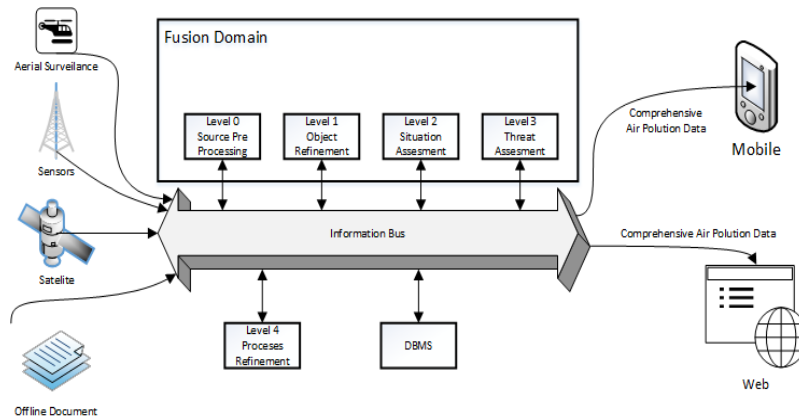 Fusion Domain
Aerial Surveilance
Level 0
Source Pre
Processing
Level 1
Object
Refinement
Level 2
Situation
Assesment
Level 3
Threat
Assesment
Comprehensive
Air Polution Data
Mobile
Sensors
Information Bus
Comprehensive Air Polution Data
Satelite
Level 4
Proceses
Refinement
DBMS
Web
Offline Document